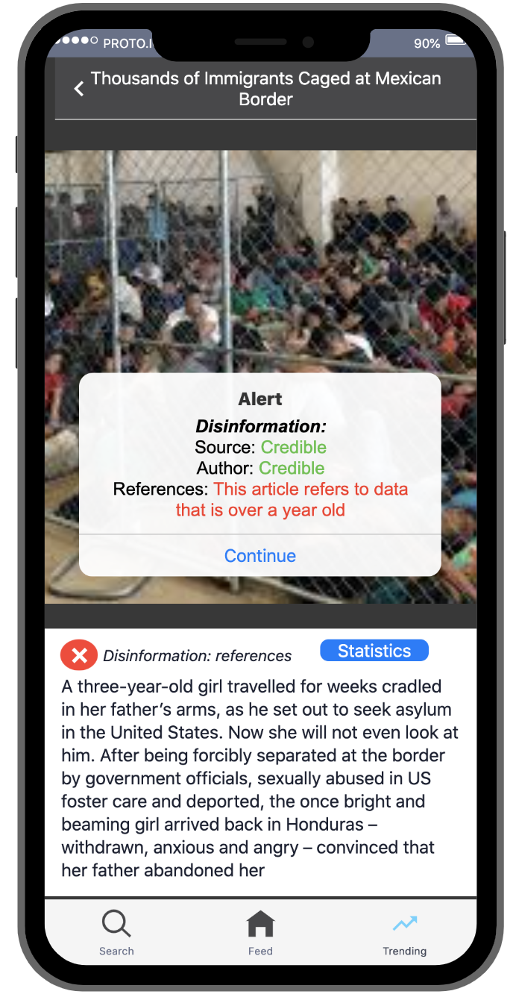 PROTO.I
90%
Thousands of Immigrants Caged at Mexican
Border
Alert
Disinformation:
Source: Credible
Author: Credible
References: This article refers to data
that is over a year old
Continue
Disinformation: references
Statistics
A three-year-old girl travelled for weeks cradled
in her father’s arms, as he set out to seek asylum
in the United States. Now she will not even look at
him. After being forcibly separated at the border
by government officials, sexually abused in US
foster care and deported, the once bright and
beaming girl arrived back in Honduras –
withdrawn, anxious and angry – convinced that
her father abandoned her
Search
Feed
Trending